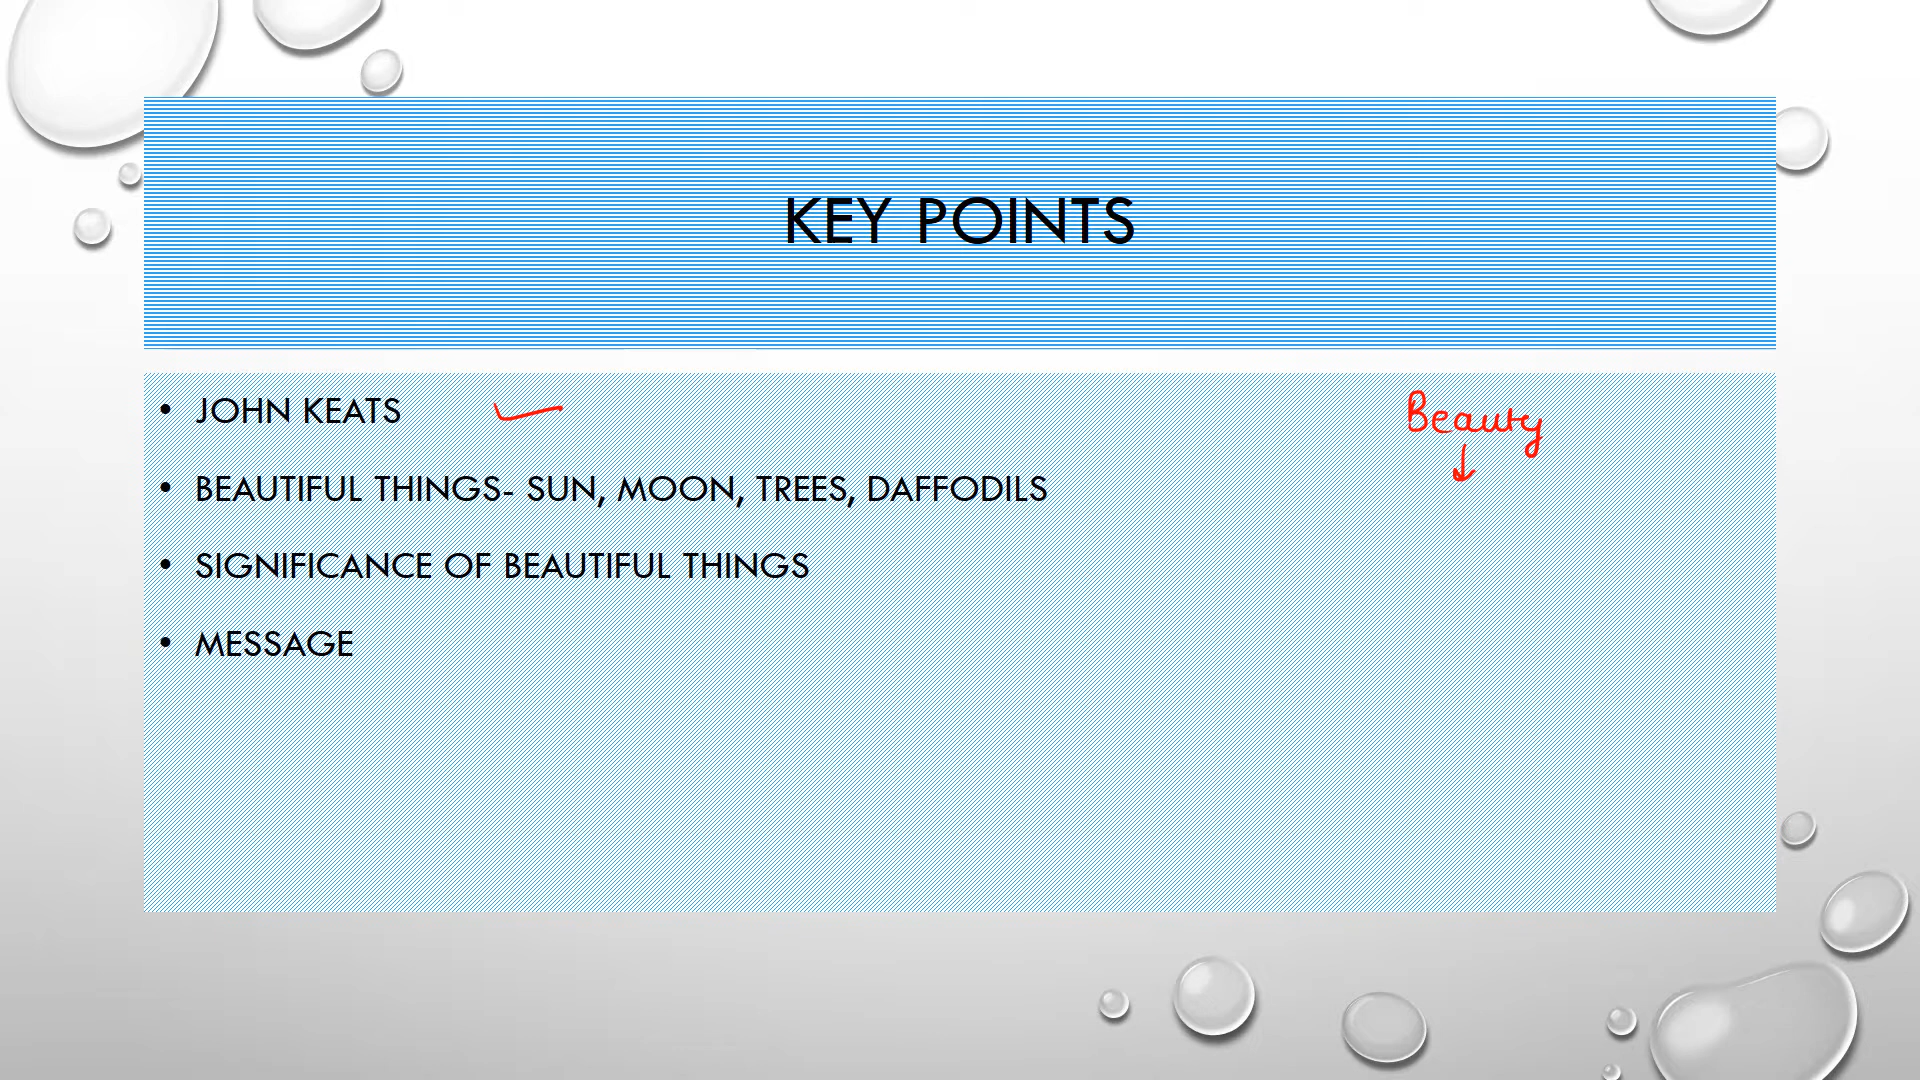 KEY POINTS
• JOHN KEATS
Beauty
↓
• BEAUTIFUL THINGS- SUN, MOON, TREES, DAFFODILS
• SIGNIFICANCE OF BEAUTIFUL THINGS
• MESSAGE